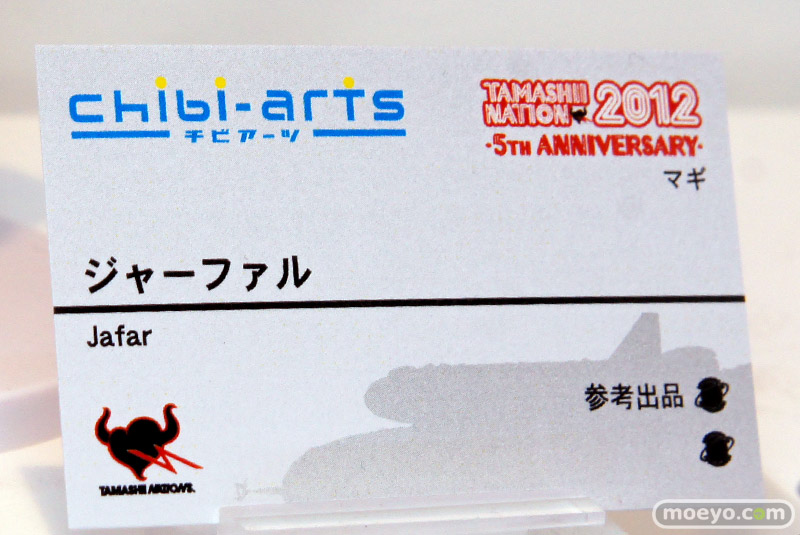 chibi-arts
チビアーツ
TAMASHII
NATION
2012
・5TH ANNIVERSARY・
マギ
ジャーファル
Jafar
参考出品
TAMASHII NATIONS.
moeyo.com